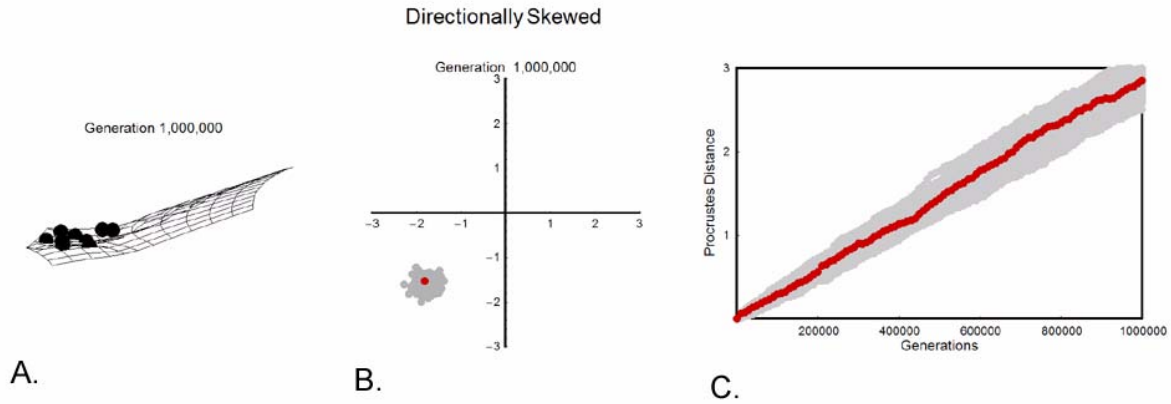 Directionally Skewed
Generation 1,000,000
Generation 1,000,000
3
2
1
−3 −2 −1 1 2 3
−1
−2
−3
3
2
1
Procrustes Distance
200000 400000 600000 800000 1000000
Generations
A.
B.
C.